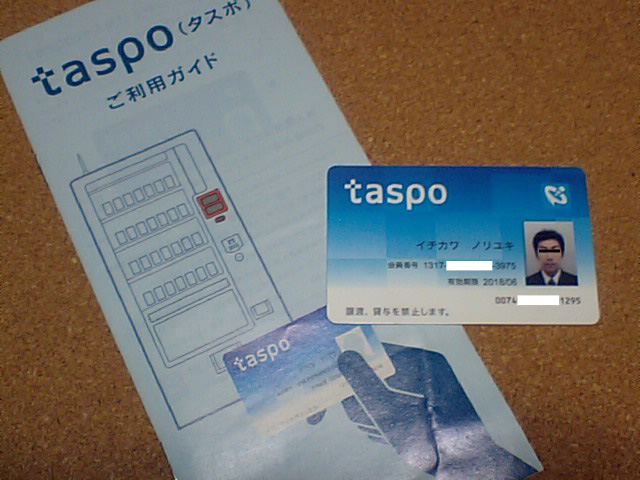 taspo(タスポ)
ご利用ガイド
taspo
イチカワ ノリユキ
会員番号 1317- -3975
有効期限 2018/06
0074 1295
譲渡、貸与を禁止します。
taspo